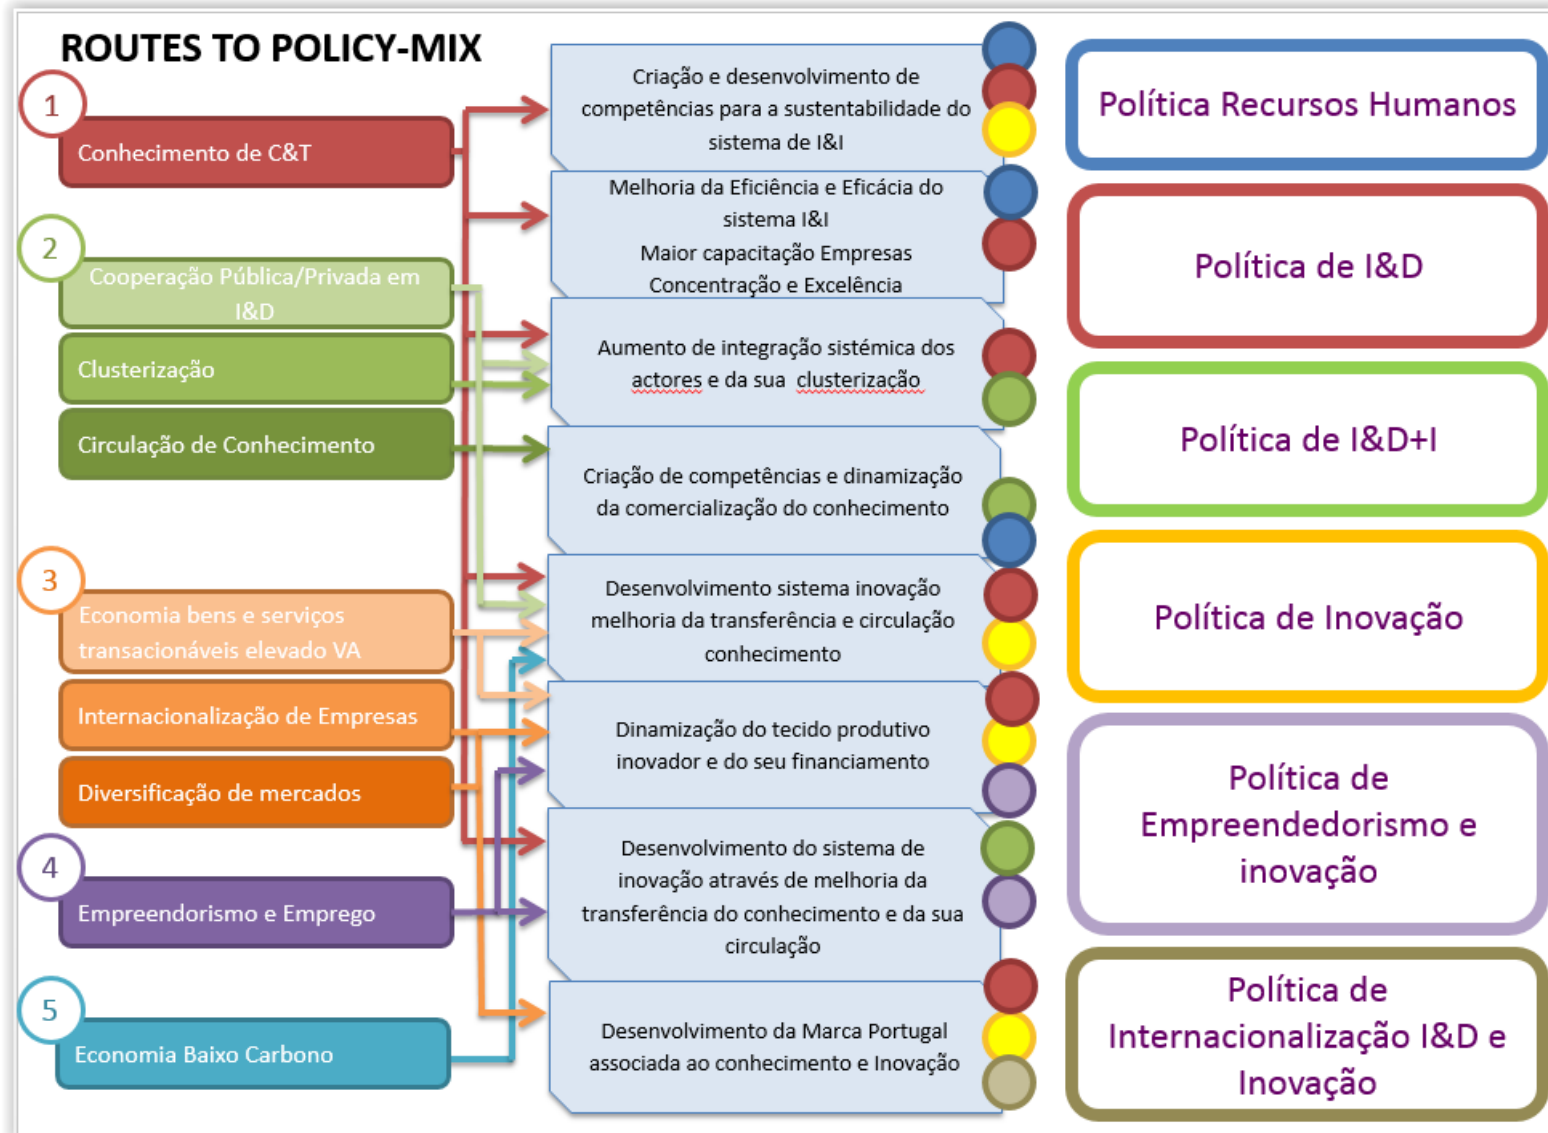 ROUTES TO POLICY-MIX
1
Conhecimento de C&T
2
Cooperação Pública/Privada em
I&D
Clusterização
Circulação de Conhecimento
3
Economia bens e serviços
transacionáveis elevado VA
Internacionalização de Empresas
Diversificação de mercados
4
Empreendorismo e Emprego
5
Economia Baixo Carbono
Criação e desenvolvimento de
competências para a sustentabilidade do
sistema de I&I
Melhoria da Eficiência e Eficácia do
sistema I&I
Maior capacitação Empresas
Concentração e Excelência
Aumento de integração sistémica dos
actores e da sua clusterização
Criação de competências e dinamização
da comercialização do conhecimento
Desenvolvimento sistema inovação
melhoria da transferência e circulação
conhecimento
Dinamização do tecido produtivo
inovador e do seu financiamento
Desenvolvimento do sistema de
inovação através de melhoria da
transferência do conhecimento e da sua
circulação
Desenvolvimento da Marca Portugal
associada ao conhecimento e Inovação
Política Recursos Humanos
Política de I&D
Política de I&D+I
Política de Inovação
Política de
Empreendedorismo e
inovação
Política de
Internacionalização I&D e
Inovação